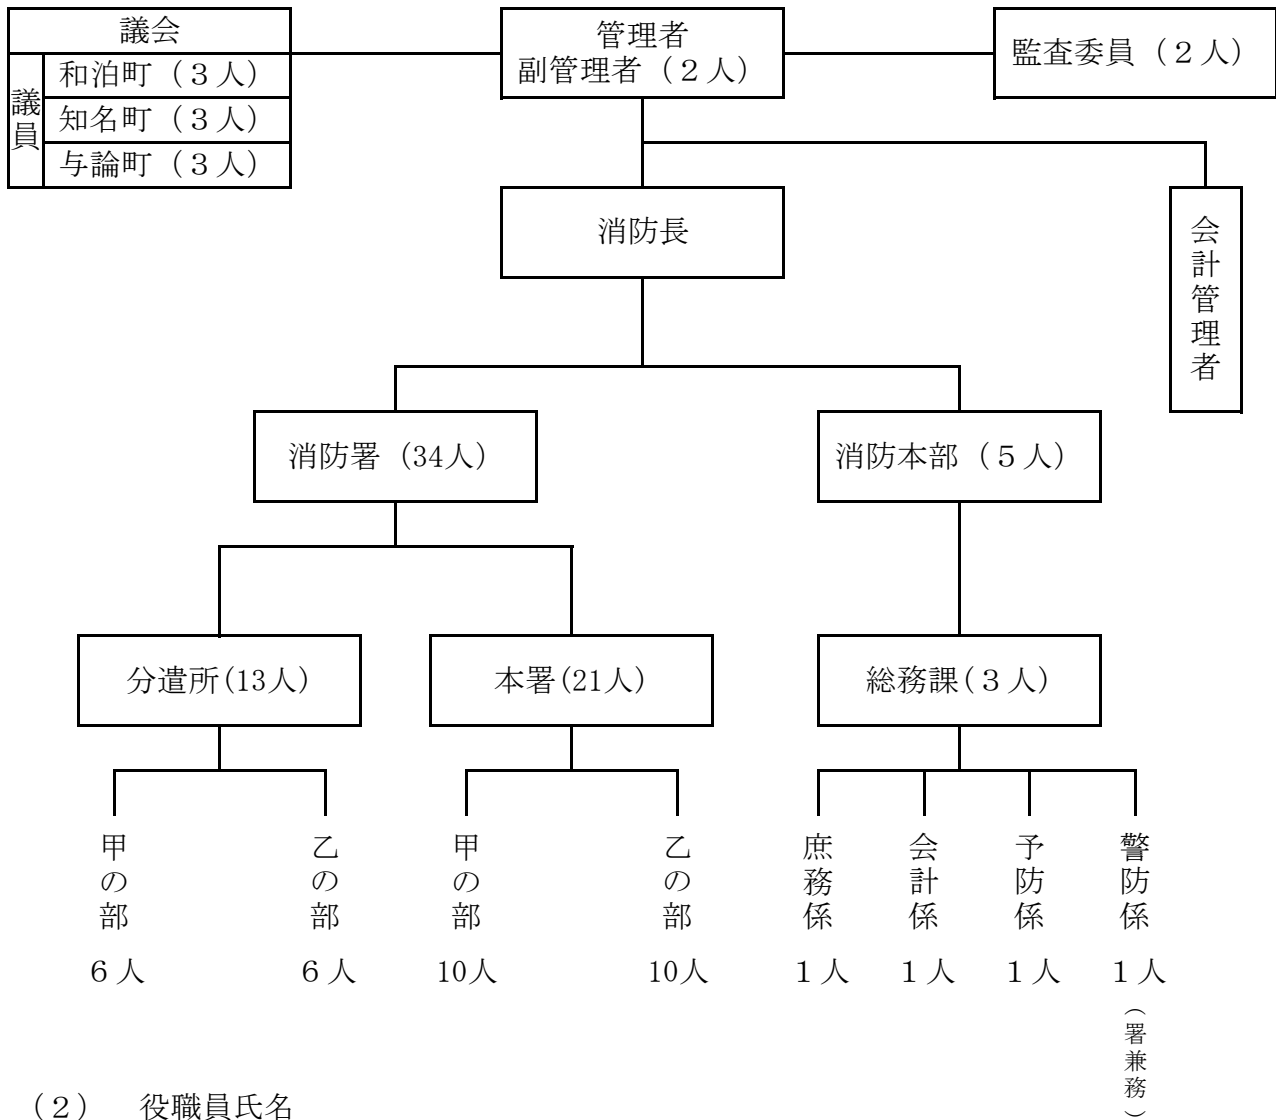 議会
議員
和泊町（３人）
知名町（３人）
与論町（３人）
管理者
副管理者（２人）
監査委員（２人）
消防長
会計管理者
消防署（34人）
消防本部（５人）
分遣所(13人)
本署(21人)
総務課(３人)
甲の部
６人
乙の部
６人
甲の部
10人
乙の部
10人
庶務係
１人
会計係
１人
予防係
１人
警防係
１人
（署兼務）
（２）　役職員氏名